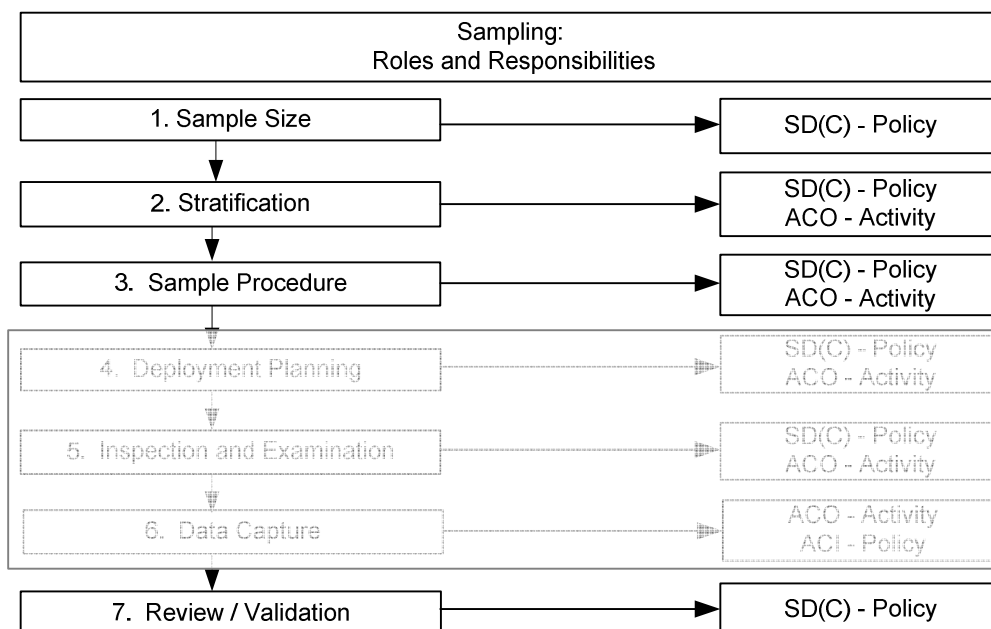 Sampling:
Roles and Responsibilities
1. Sample Size
SD(C) - Policy
2. Stratification
SD(C) - Policy
ACO - Activity
3. Sample Procedure
SD(C) - Policy
ACO - Activity
4. Deployment Planning
SD(C) - Policy
ACO - Activity
5. Inspection and Examination
SD(C) - Policy
ACO - Activity
6. Data Capture
ACO - Activity
ACI - Policy
7. Review / Validation
SD(C) - Policy